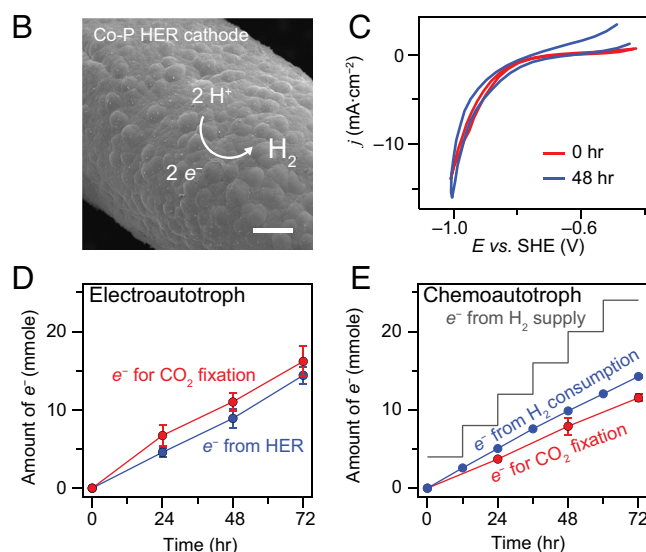 B
Co-P HER cathode
2 H⁺
2 e⁻
H₂
C
j (mA·cm⁻²)
0
−10
0 hr
48 hr
−1.0
−0.6
E vs. SHE (V)
D
Electroautotroph
Amount of e⁻ (mmole)
20
10
0
e⁻ for CO₂ fixation
e⁻ from HER
0
24
48
72
Time (hr)
E
Chemoautotroph
Amount of e⁻ (mmole)
20
10
0
e⁻ from H₂ supply
e⁻ from H₂ consumption
e⁻ for CO₂ fixation
0
24
48
72
Time (hr)